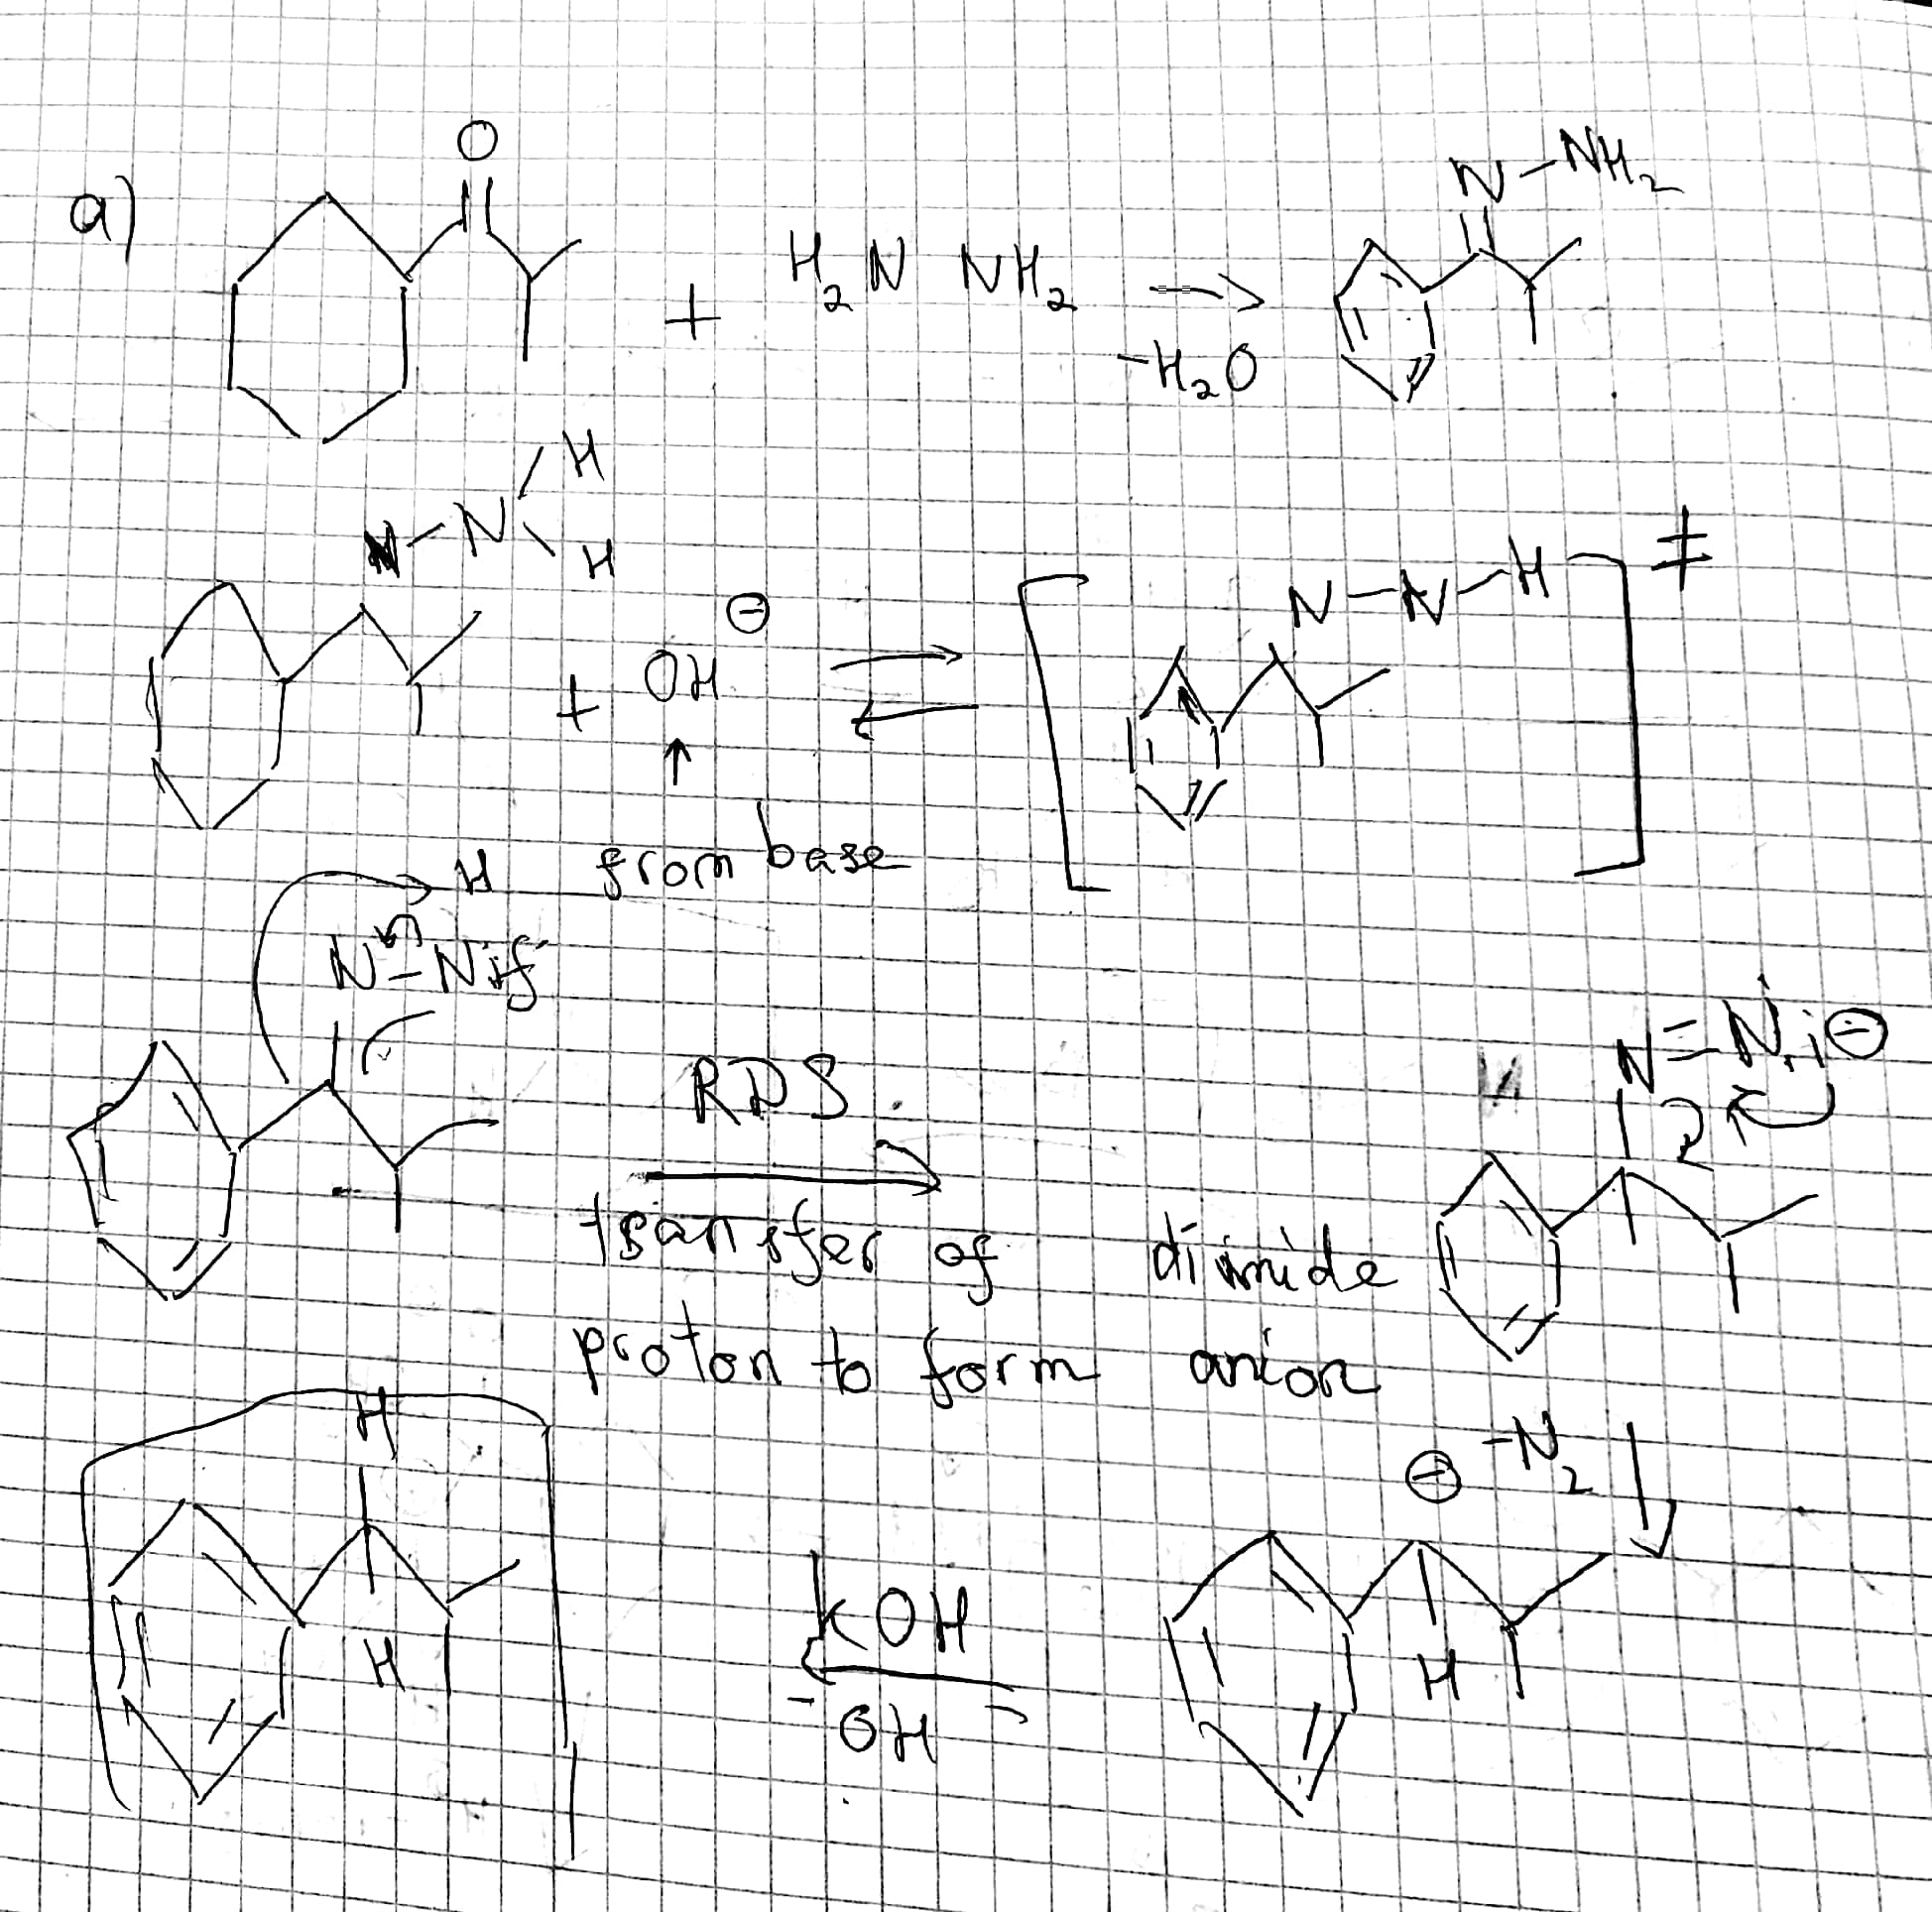 a)
O
+ H2N NH2
-H2O
N-NH2
N-N
H
H
+ OH ⊖
N-N-H ‡
from base
H
N-N
RDS
N=N ⊖
transfer of
proton to form
diimide
anion
⊖ -N2
H
H
KOH
-OH
H